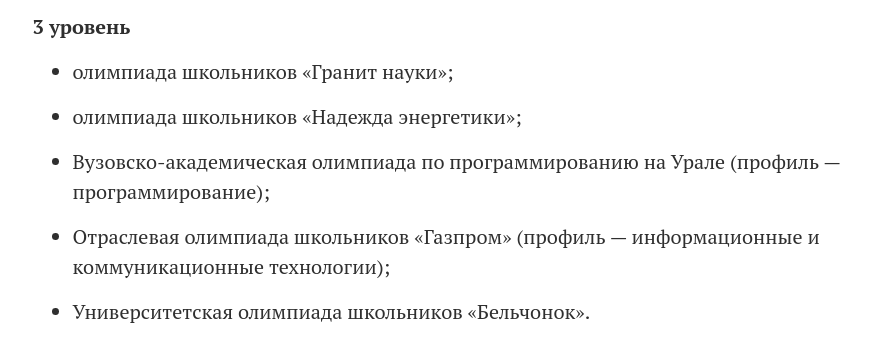 3 уровень
олимпиада школьников «Гранит науки»;
олимпиада школьников «Надежда энергетики»;
Вузовско-академическая олимпиада по программированию на Урале (профиль —
программирование);
Отраслевая олимпиада школьников «Газпром» (профиль — информационные и
коммуникационные технологии);
Университетская олимпиада школьников «Бельчонок».